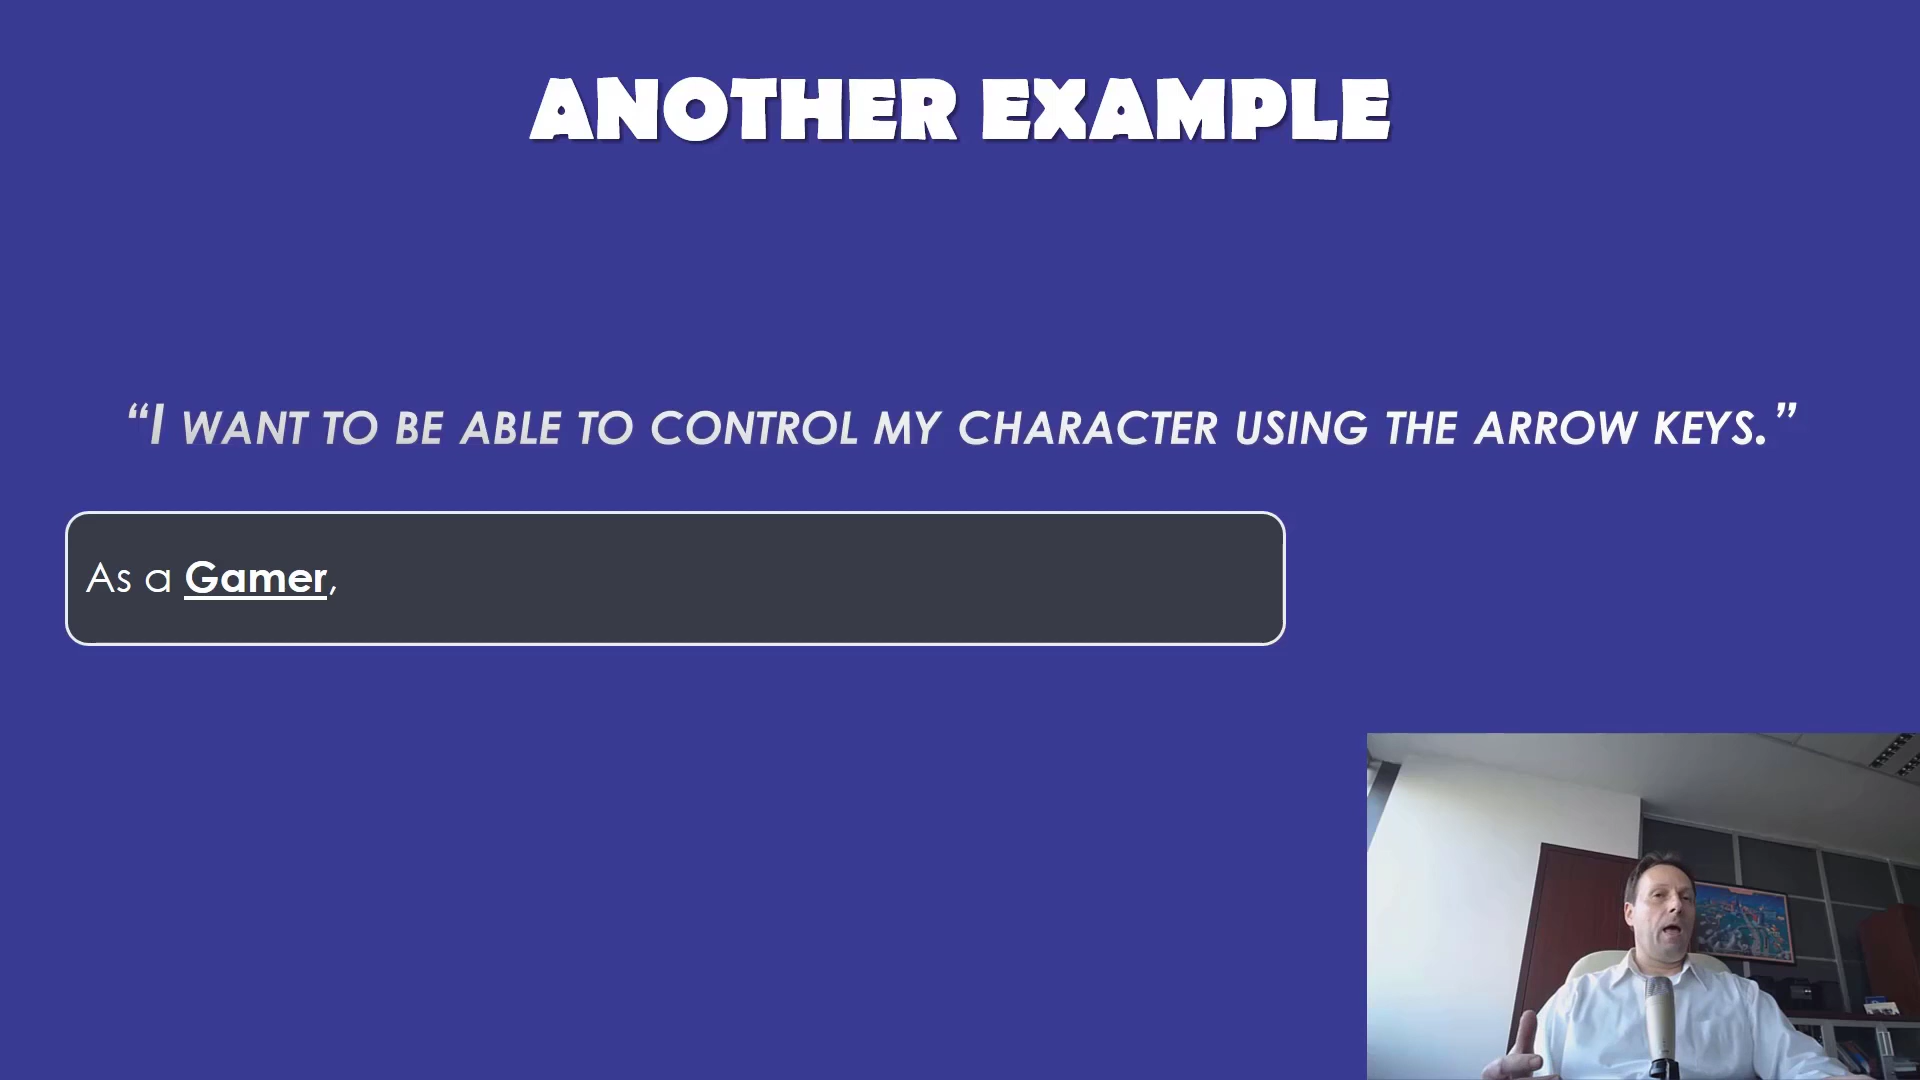 ANOTHER EXAMPLE
“I WANT TO BE ABLE TO CONTROL MY CHARACTER USING THE ARROW KEYS.”
As a Gamer,